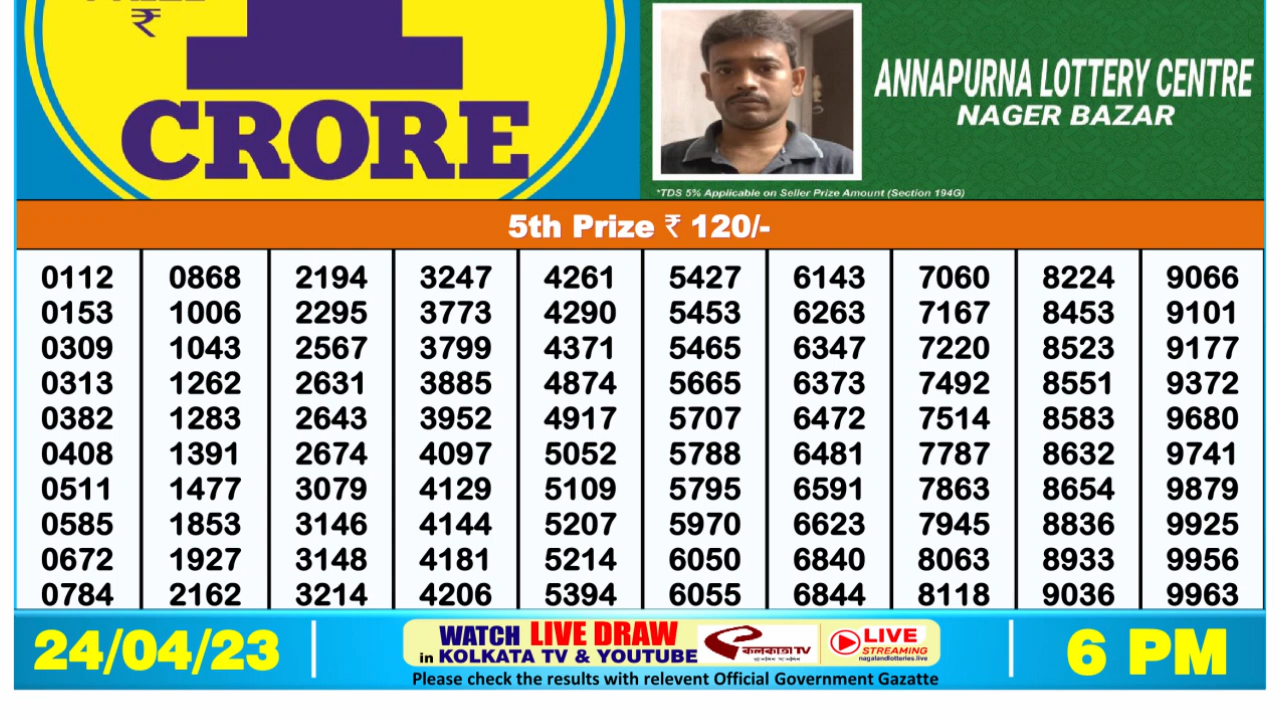 ₹
1
CRORE
ANNAPURNA LOTTERY CENTRE
NAGER BAZAR
*TDS 5% Applicable on Seller Prize Amount (Section 194G)
5th Prize ₹ 120/-
0112 0868 2194 3247 4261 5427 6143 7060 8224 9066
0153 1006 2295 3773 4290 5453 6263 7167 8453 9101
0309 1043 2567 3799 4371 5465 6347 7220 8523 9177
0313 1262 2631 3885 4874 5665 6373 7492 8551 9372
0382 1283 2643 3952 4917 5707 6472 7514 8583 9680
0408 1391 2674 4097 5052 5788 6481 7787 8632 9741
0511 1477 3079 4129 5109 5795 6591 7863 8654 9879
0585 1853 3146 4144 5207 5970 6623 7945 8836 9925
0672 1927 3148 4181 5214 6050 6840 8063 8933 9956
0784 2162 3214 4206 5394 6055 6844 8118 9036 9963
24/04/23
WATCH LIVE DRAW
in KOLKATA TV & YOUTUBE
কলকাতা TV
LIVE
STREAMING
nagalandlotteries.live
Please check the results with relevent Official Government Gazatte
6 PM